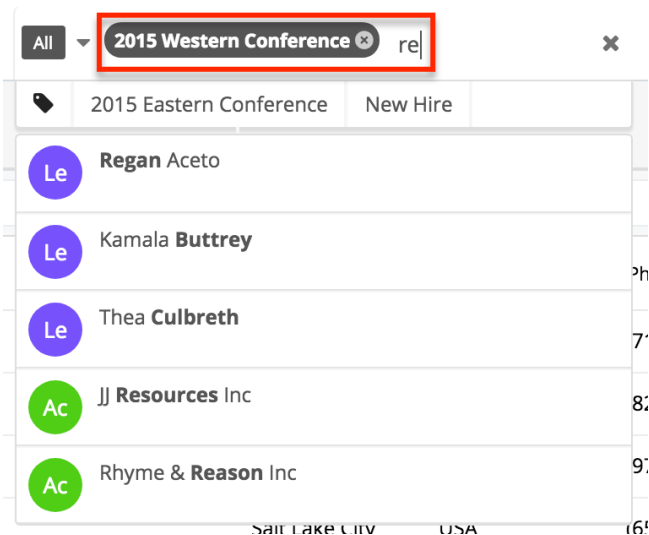 All 2015 Western Conference re
2015 Eastern Conference New Hire
Le Regan Aceto
Le Kamala Buttrey
Le Thea Culbreth
Ac JJ Resources Inc
Ac Rhyme & Reason Inc
Salt Lake City USA